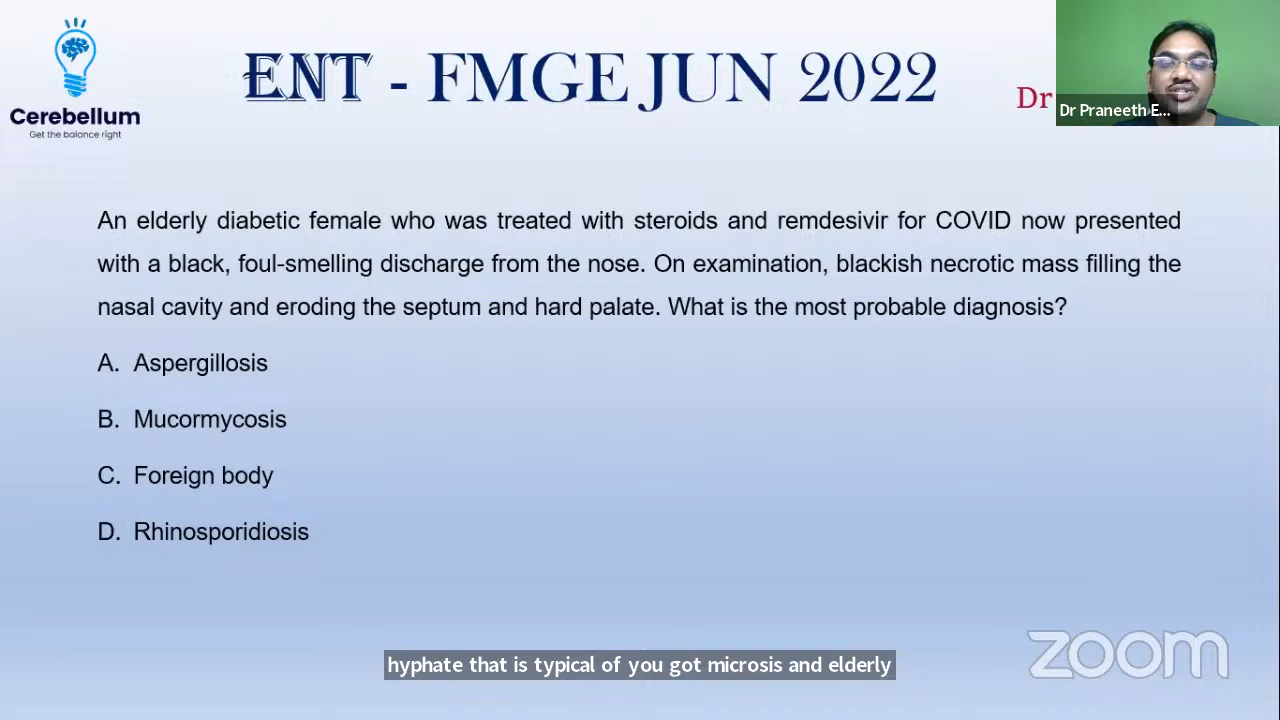 ENT - FMGE JUN 2022
Cerebellum
Get the balance right
Dr
Dr Praneeth E...
An elderly diabetic female who was treated with steroids and remdesivir for COVID now presented
with a black, foul-smelling discharge from the nose. On examination, blackish necrotic mass filling the
nasal cavity and eroding the septum and hard palate. What is the most probable diagnosis?
A. Aspergillosis
B. Mucormycosis
C. Foreign body
D. Rhinosporidiosis
hyphate that is typical of you got microsis and elderly
zoom